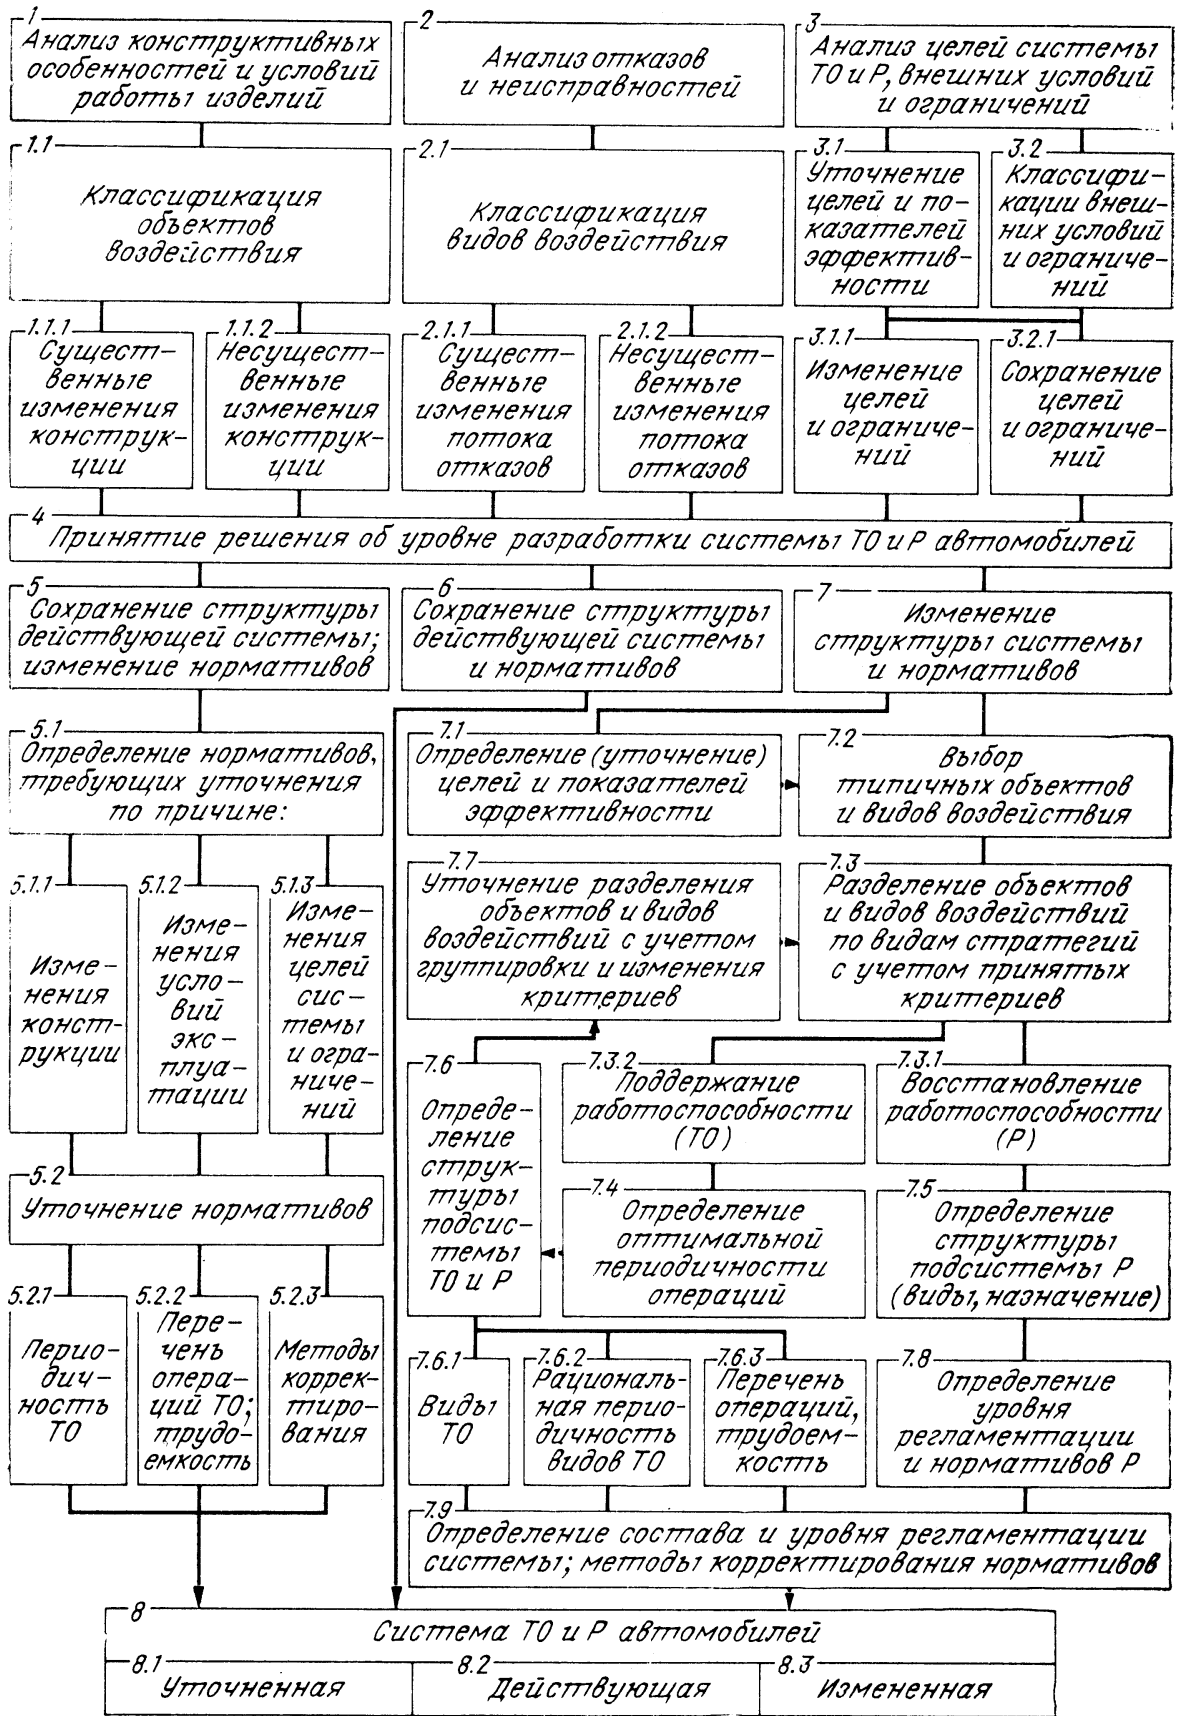 1
Анализ конструктивных
особенностей и условий
работы изделий
2
Анализ отказов
и неисправностей
3
Анализ целей системы
ТО и Р, внешних условий
и ограничений
1.1
Классификация
объектов
воздействия
2.1
Классификация
видов воздействия
3.1
Уточнение
целей и по-
казателей
эффектив-
ности
3.2
Классифи-
кации внеш-
них условий
и ограниче-
ний
1.1.1
Сущест-
венные
изменения
конструк-
ции
1.1.2
Несущест-
венные
изменения
конструк-
ции
2.1.1
Сущест-
венные
изменения
потока
отказов
2.1.2
Несущест-
венные
изменения
потока
отказов
3.1.1
Изменение
целей
и ограниче-
ний
3.2.1
Сохранение
целей
и ограниче-
ний
4
Принятие решения об уровне разработки системы ТО и Р автомобилей
5
Сохранение структуры
действующей системы;
изменение нормативов
6
Сохранение структуры
действующей системы
и нормативов
7
Изменение
структуры системы
и нормативов
5.1
Определение нормативов,
требующих уточнения
по причине:
7.1
Определение (уточнение)
целей и показателей
эффективности
7.2
Выбор
типичных объектов
и видов воздействия
5.1.1
Изме-
нения
конст-
рукции
5.1.2
Изме-
нения
усло-
вий
экс-
плуа-
тации
5.1.3
Изме-
нения
целей
сис-
темы
и огра-
ниче-
ний
7.7
Уточнение разделения
объектов и видов
воздействий с учетом
группировки и изменения
критериев
7.3
Разделение объектов
и видов воздействий
по видам стратегий
с учетом принятых
критериев
7.6
Опреде-
ление
струк-
туры
подсис-
темы
ТО и Р
7.3.2
Поддержание
работоспособности
(ТО)
7.3.1
Восстановление
работоспособности
(Р)
5.2
Уточнение нормативов
7.4
Определение
оптимальной
периодичности
операций
7.5
Определение
структуры
подсистемы Р
(виды, назначение)
5.2.1
Перио-
дич-
ность
ТО
5.2.2
Пере-
чень
опера-
ций ТО;
трудо-
емкость
5.2.3
Методы
коррек-
тиро-
вания
7.6.1
Виды
ТО
7.6.2
Рациональ-
ная перио-
дичность
видов ТО
7.6.3
Перечень
операций,
трудоем-
кость
7.8
Определение
уровня
регламентации
и нормативов Р
7.9
Определение состава и уровня регламентации
системы; методы корректирования нормативов
8
Система ТО и Р автомобилей
8.1
Уточненная
8.2
Действующая
8.3
Измененная